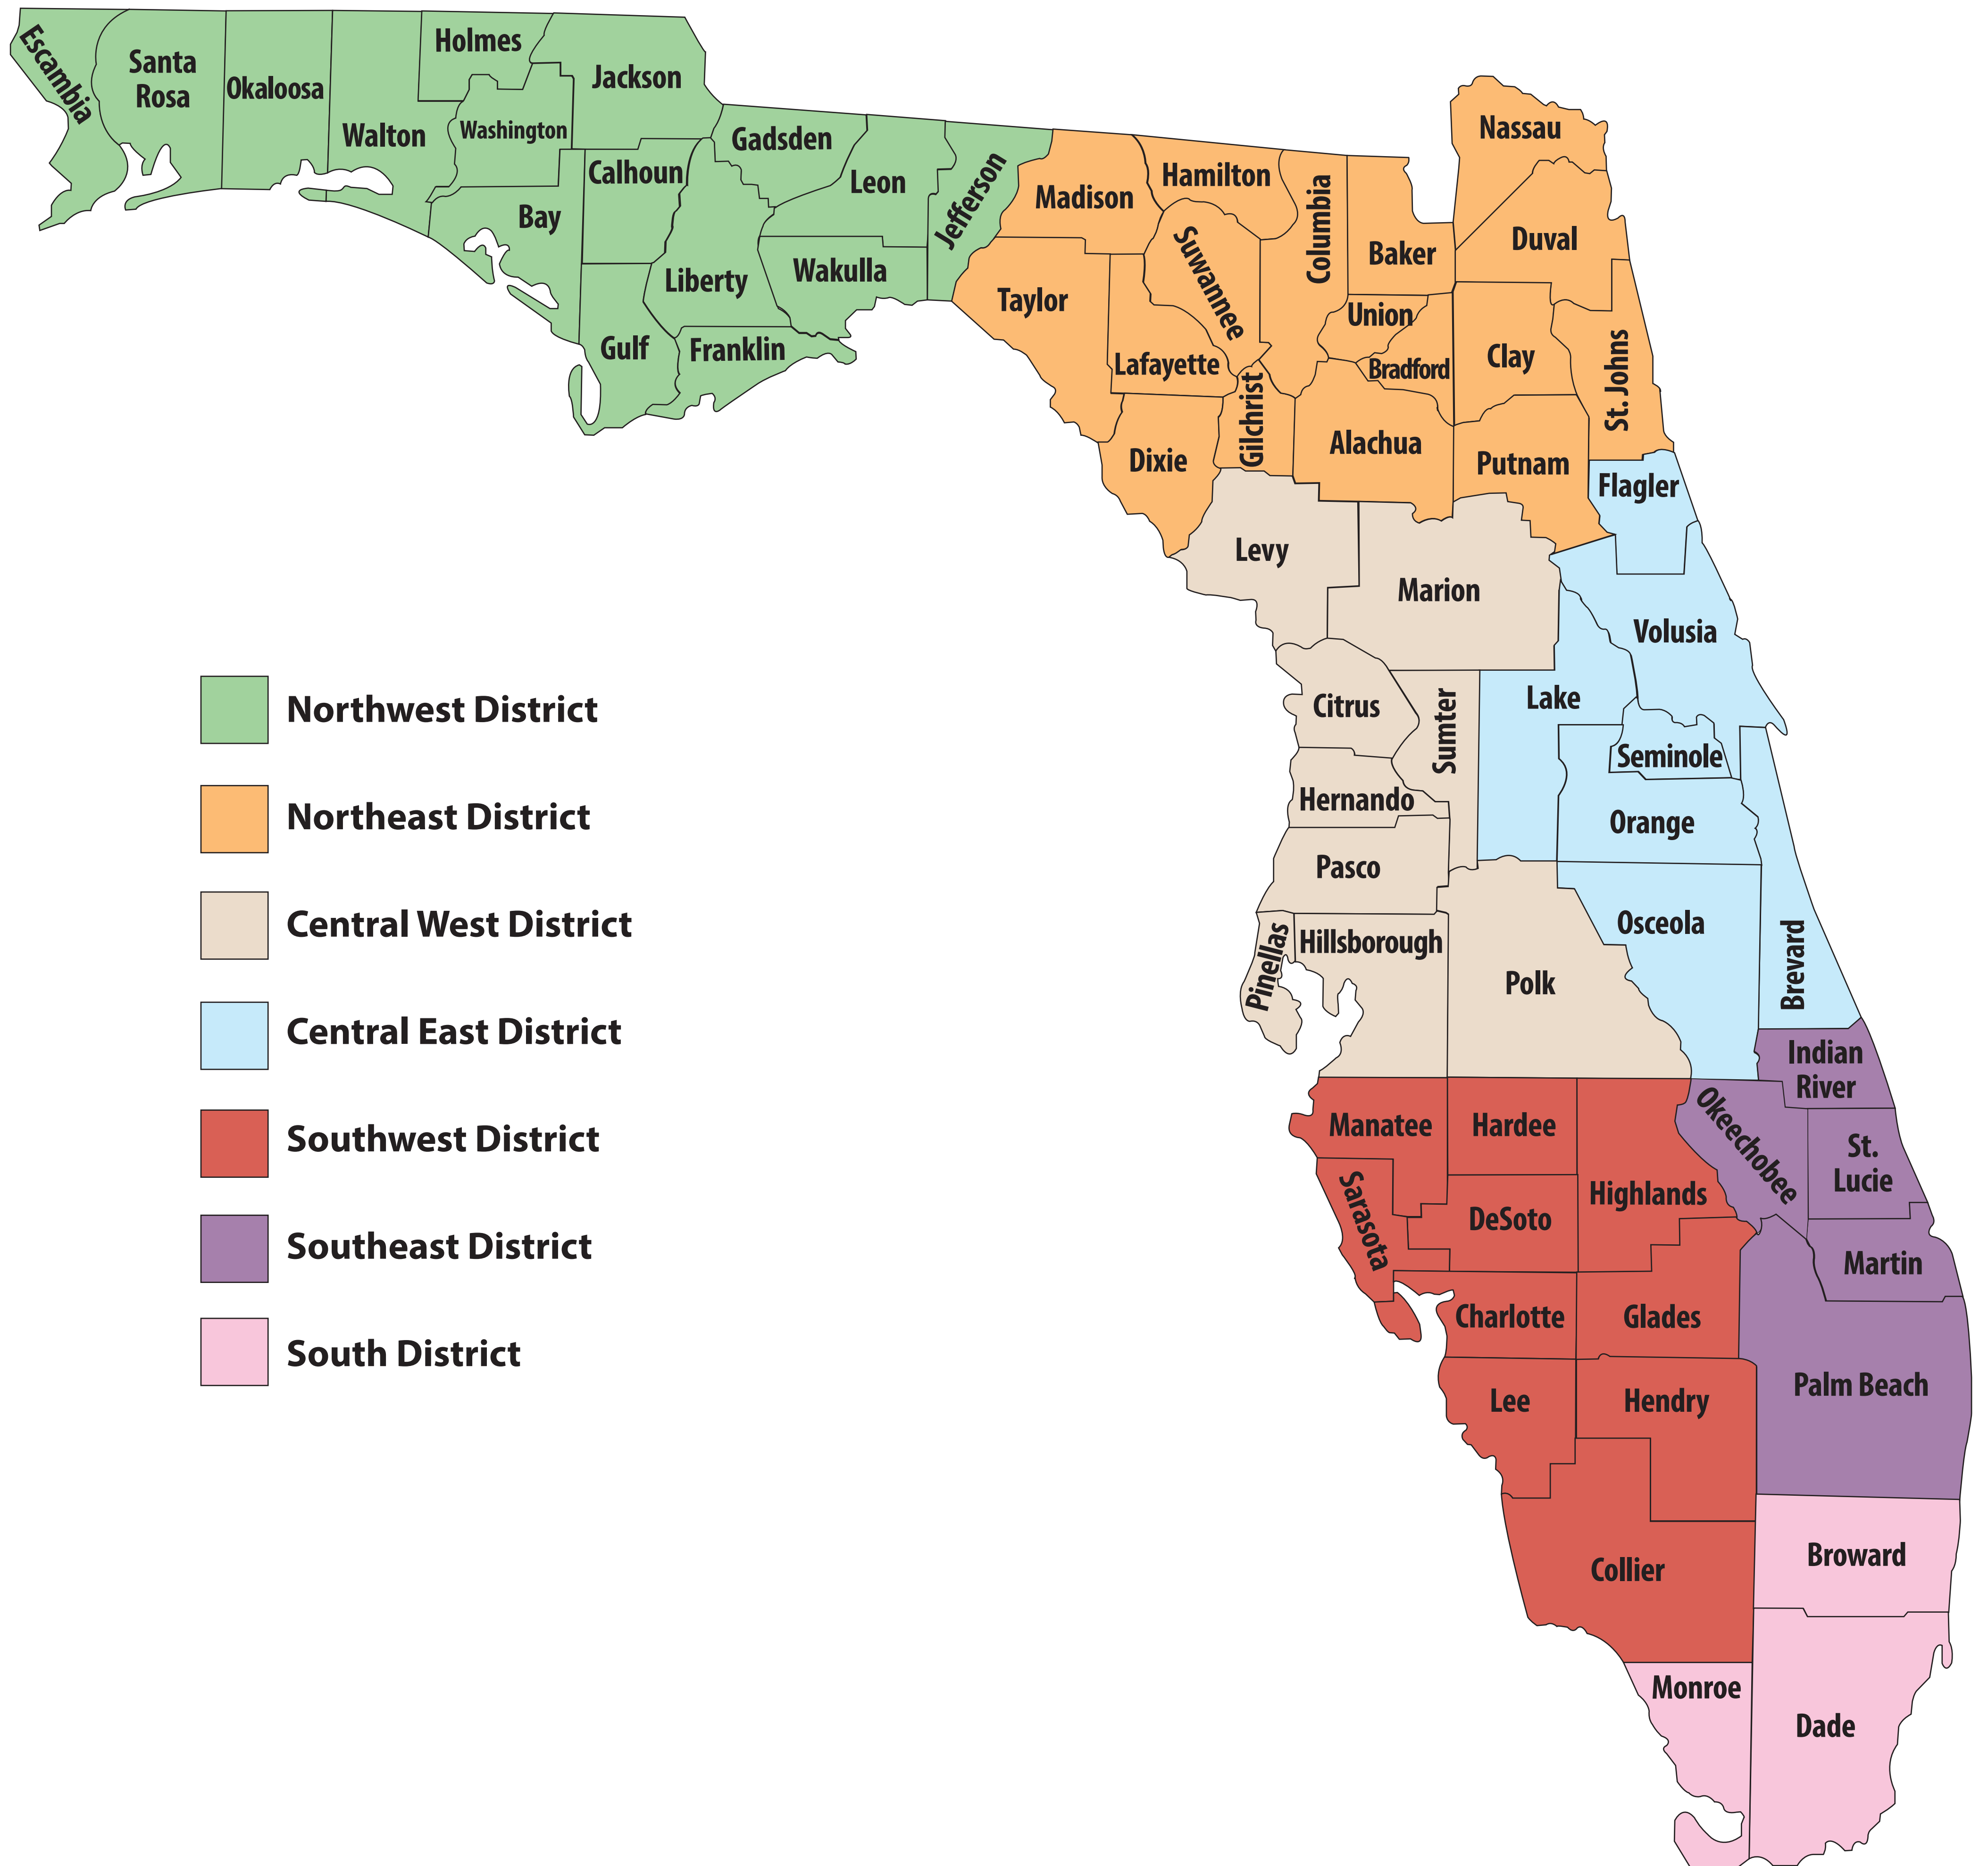 Escambia
Santa
Rosa
Okaloosa
Walton
Holmes
Washington
Jackson
Bay
Calhoun
Gulf
Liberty
Gadsden
Franklin
Leon
Wakulla
Jefferson
Madison
Taylor
Hamilton
Suwannee
Lafayette
Dixie
Gilchrist
Columbia
Baker
Union
Bradford
Alachua
Nassau
Duval
Clay
St. Johns
Putnam
Flagler
Levy
Marion
Volusia
Citrus
Sumter
Lake
Seminole
Hernando
Orange
Pasco
Pinellas
Hillsborough
Polk
Osceola
Brevard
Indian
River
Manatee
Hardee
Highlands
Okeechobee
St.
Lucie
Sarasota
DeSoto
Martin
Charlotte
Glades
Lee
Hendry
Palm Beach
Collier
Broward
Monroe
Dade
Northwest District
Northeast District
Central West District
Central East District
Southwest District
Southeast District
South District